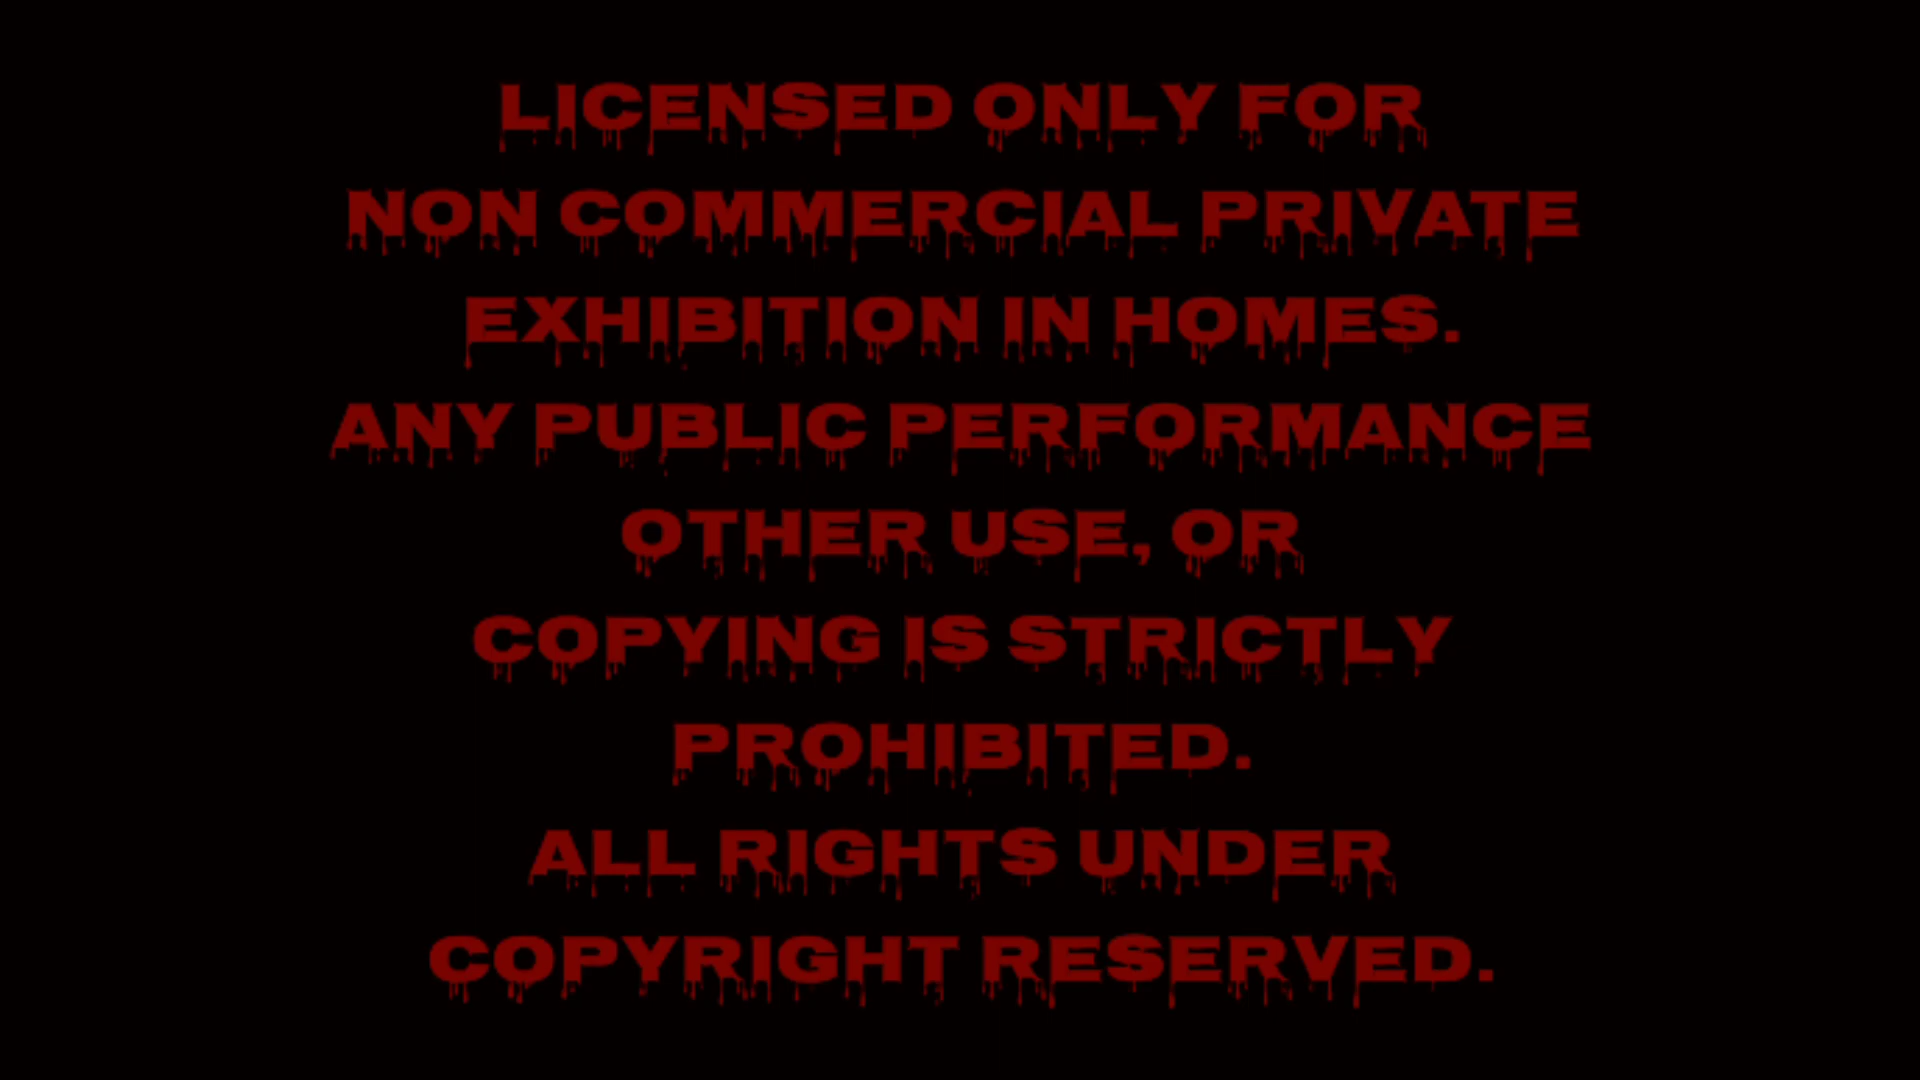 LICENSED ONLY FOR
NON COMMERCIAL PRIVATE
EXHIBITION IN HOMES.
ANY PUBLIC PERFORMANCE
OTHER USE, OR
COPYING IS STRICTLY
PROHIBITED.
ALL RIGHTS UNDER
COPYRIGHT RESERVED.